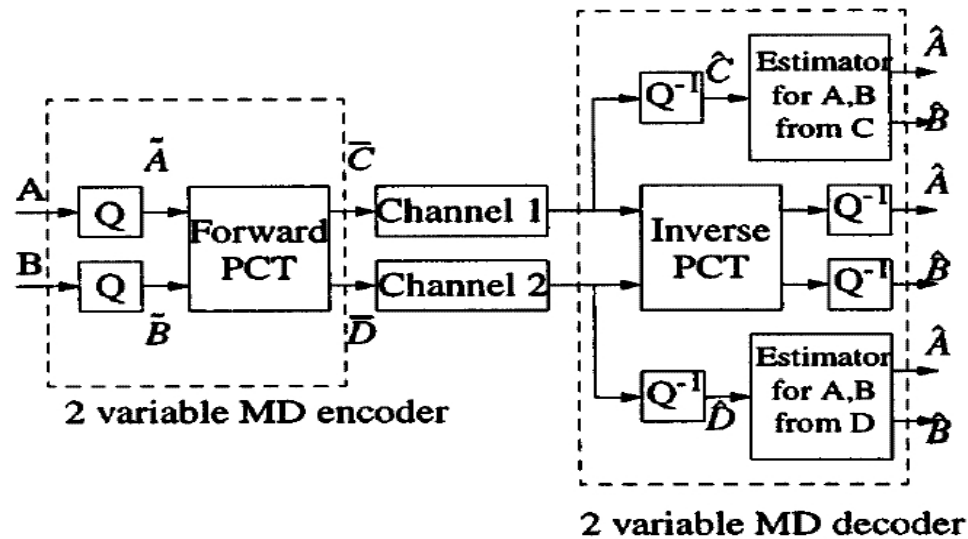 A
B
Q
Q
Ã
B̃
Forward
PCT
C̅
D̅
2 variable MD encoder
Channel 1
Channel 2
Q⁻¹
Ĉ
Estimator
for A,B
from C
Â
B̂
Inverse
PCT
Q⁻¹
Q⁻¹
Â
B̂
Q⁻¹
D̂
Estimator
for A,B
from D
Â
B̂
2 variable MD decoder